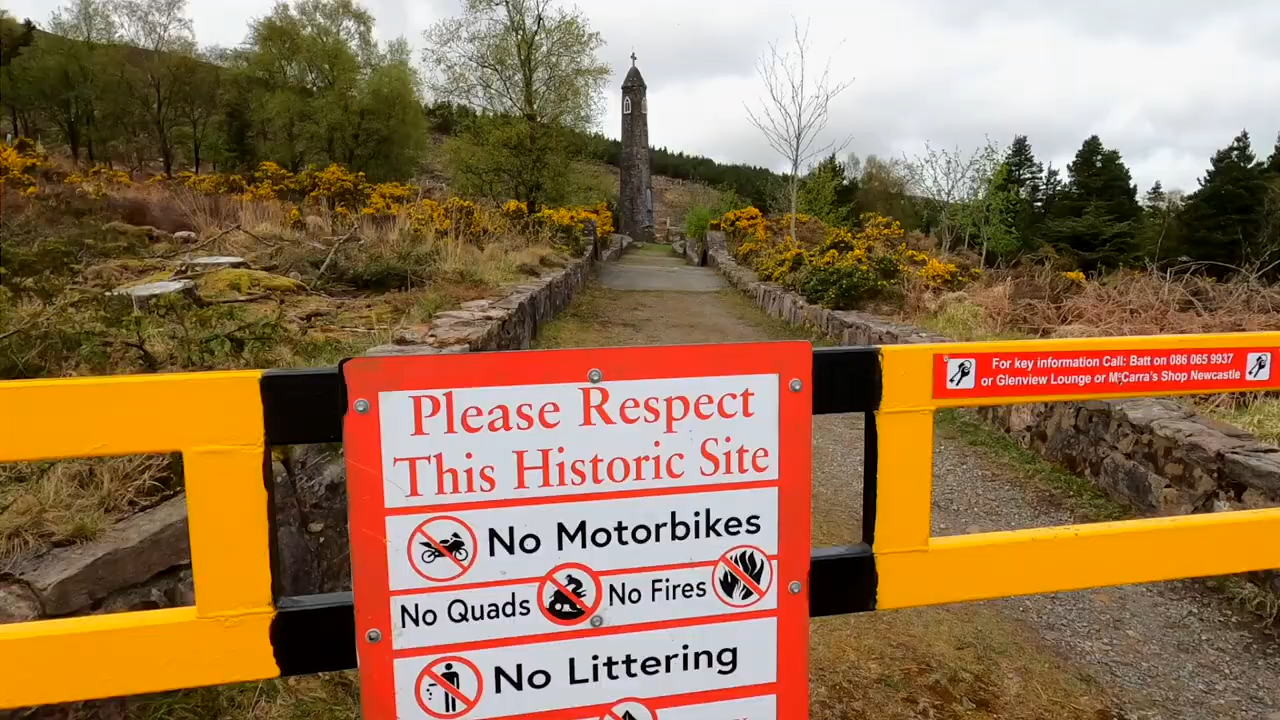 Please Respect
This Historic Site
No Motorbikes
No Quads No Fires
No Littering
For key information Call: Batt on 086 065 9937
or Glenview Lounge or McCarra's Shop Newcastle